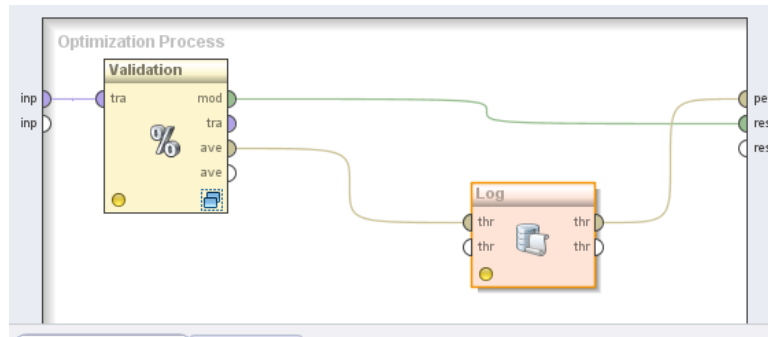 Optimization Process
Validation
inp tra mod pe
inp tra res
ave res
ave
Log
thr thr
thr thr